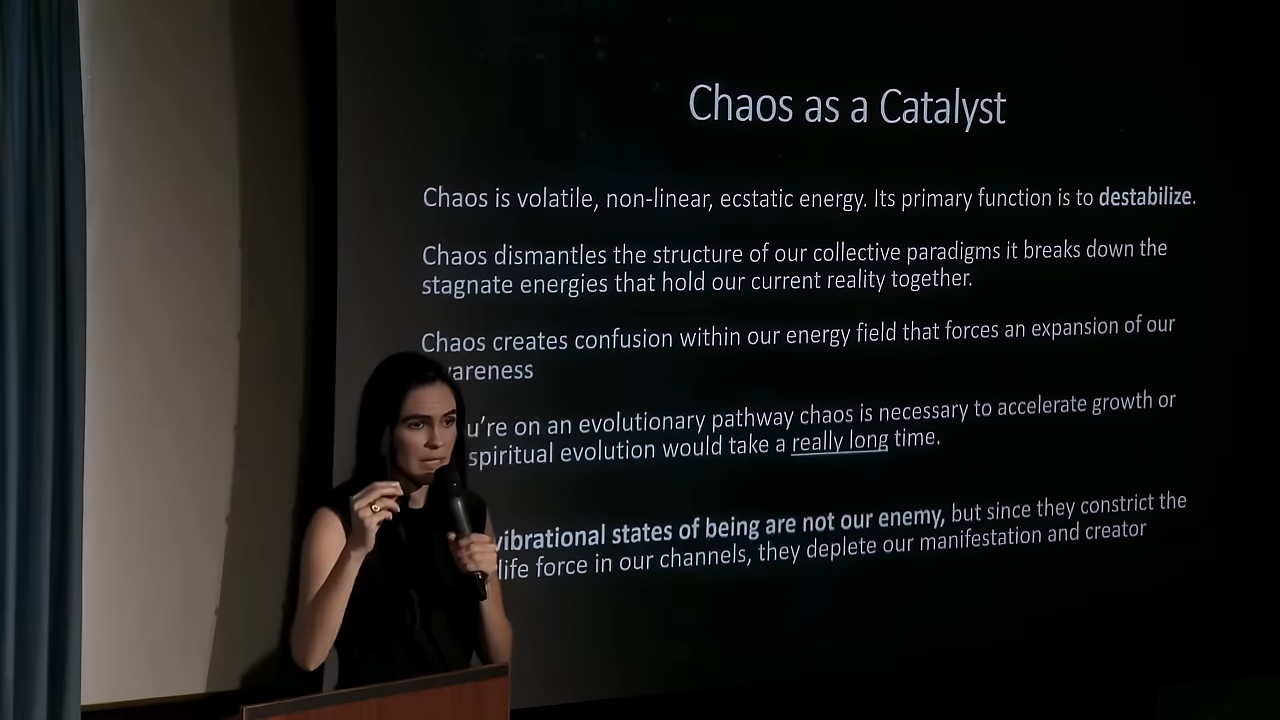 Chaos as a Catalyst
Chaos is volatile, non-linear, ecstatic energy. Its primary function is to destabilize.
Chaos dismantles the structure of our collective paradigms it breaks down the
stagnate energies that hold our current reality together.
Chaos creates confusion within our energy field that forces an expansion of our
areness
u're on an evolutionary pathway chaos is necessary to accelerate growth or
spiritual evolution would take a really long time.
vibrational states of being are not our enemy, but since they constrict the
life force in our channels, they deplete our manifestation and creator